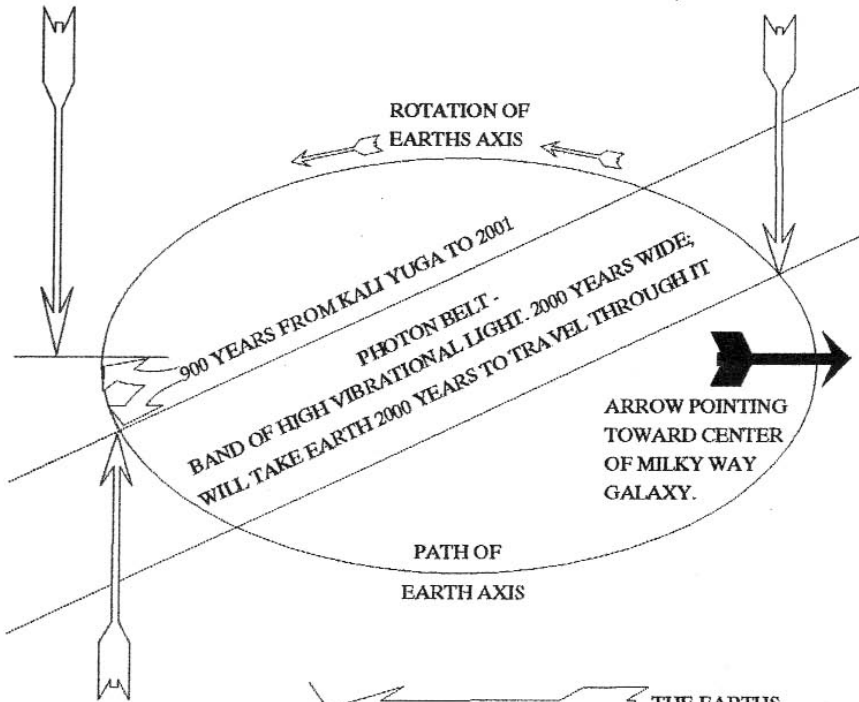 ROTATION OF
EARTHS AXIS
900 YEARS FROM KALI YUGA TO 2001
PHOTON BELT -
BAND OF HIGH VIBRATIONAL LIGHT. 2000 YEARS WIDE;
WILL TAKE EARTH 2000 YEARS TO TRAVEL THROUGH IT
ARROW POINTING
TOWARD CENTER
OF MILKY WAY
GALAXY.
PATH OF
EARTH AXIS
THE EARTHS